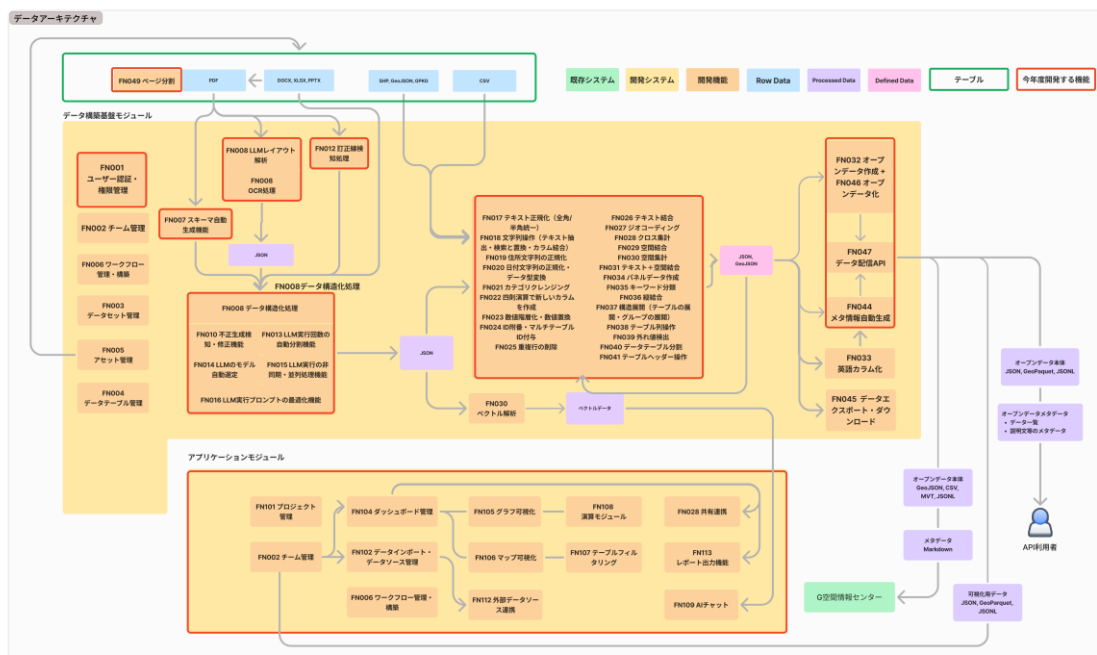 データアーキテクチャ
FN049 ページ分割
PDF
DOCX, XLSX, PPTX
SHP, GeoJSON, GPKG
CSV
既存システム
開発システム
開発機能
Row Data
Processed Data
Defined Data
テーブル
今年度開発する機能
データ構築基盤モジュール
FN001
ユーザー認証・
権限管理
FN002 チーム管理
FN006 ワークフロー
管理・構築
FN003
データセット管理
FN005
アセット管理
FN004
データテーブル管理
FN008 LLMレイアウト
解析
FN008
OCR処理
FN012 訂正線検
知処理
FN007 スキーマ自動
生成機能
JSON
FN008データ構造化処理
FN008 データ構造化処理
FN010 不正生成検
知・修正機能
FN013 LLM実行回数の
自動分割機能
FN014 LLMのモデル
自動選定
FN015 LLM実行の非
同期・並列処理機能
FN016 LLM実行プロンプトの最適化機能
JSON
FN017 テキスト正規化（全角/
半角統一）
FN018 文字列操作（テキスト抽
出・検索と置換・カラム結合）
FN019 住所文字列の正規化
FN020 日付文字列の正規化・デ
ータ型変換
FN021 カテゴリクレンジング
FN022 四則演算で新しいカラム
を作成
FN023 数値階層化・数値置換
FN024 ID附番・マルチテーブル
ID付与
FN025 重複行の削除
FN026 テキスト結合
FN027 ジオコーディング
FN028 クロス集計
FN029 空間結合
FN030 空間集計
FN031 テキスト＋空間結合
FN034 パネルデータ作成
FN035 キーワード分類
FN036 縦結合
FN037 構造展開（テーブルの展
開・グループの展開）
FN038 テーブル列操作
FN039 外れ値検出
FN040 データテーブル分割
FN041 テーブルヘッダー操作
JSON,
GeoJSON
FN030
ベクトル解析
ベクトルデータ
FN032 オープ
ンデータ作成 +
FN046 オープ
ンデータ化
FN047
データ配信API
FN044
メタ情報自動生成
FN033
英語カラム化
FN045 データエ
クスポート・ダウ
ンロード
オープンデータ本体
JSON, GeoPaquet, JSONL
オープンデータメタデータ
• データ一覧
• 説明文等のメタデータ
オープンデータ本体
GeoJSON, CSV,
MVT, JSONL
メタデータ
Markdown
API利用者
G空間情報センター
可視化用データ
JSON, GeoParquet,
JSONL
アプリケーションモジュール
FN101 プロジェクト
管理
FN104 ダッシュボード管理
FN105 グラフ可視化
FN108
演算モジュール
FN028 共有連携
FN002 チーム管理
FN102 データインポート・
データソース管理
FN106 マップ可視化
FN107 テーブルフィル
タリング
FN113
レポート出力機能
FN006 ワークフロー管理・
構築
FN112 外部データソー
ス連携
FN109 AIチャット